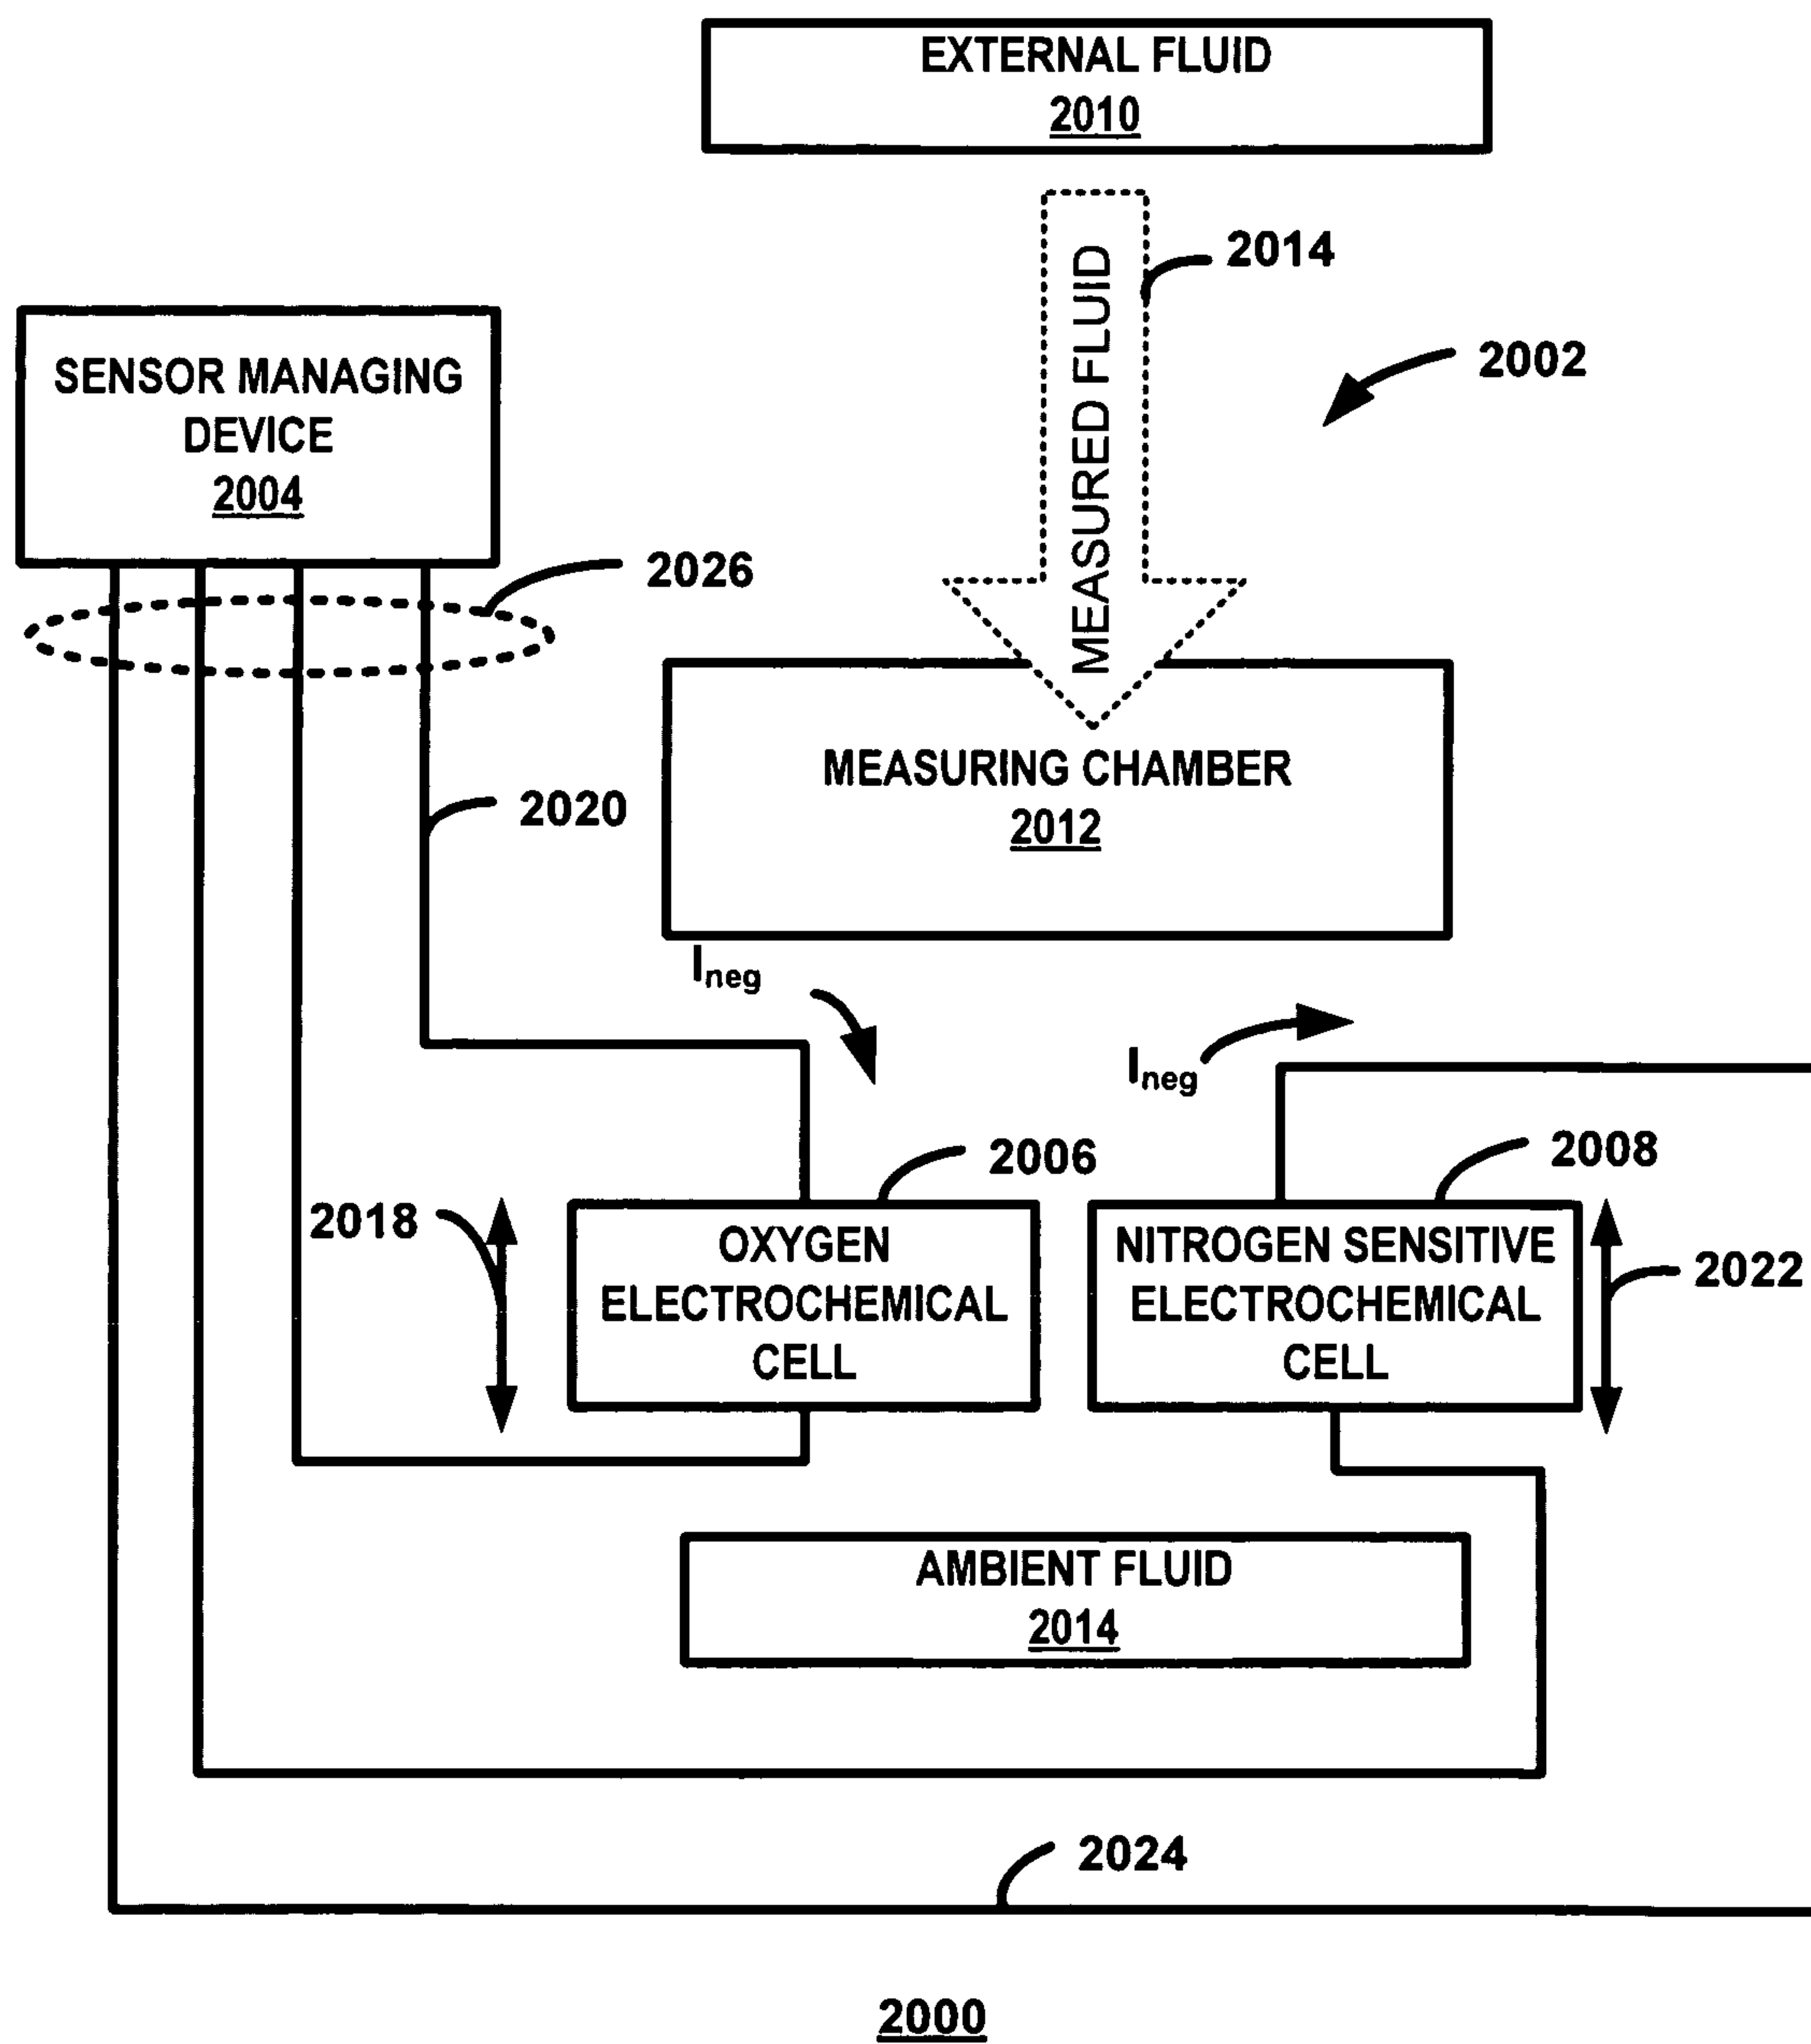 EXTERNAL FLUID
2010
2014
MEASURED FLUID
2002
SENSOR MANAGING
DEVICE
2004
2026
MEASURING CHAMBER
2012
2020
Ineg
Ineg
2006
2008
2018
OXYGEN
ELECTROCHEMICAL
CELL
NITROGEN SENSITIVE
ELECTROCHEMICAL
CELL
2022
AMBIENT FLUID
2014
2024
2000